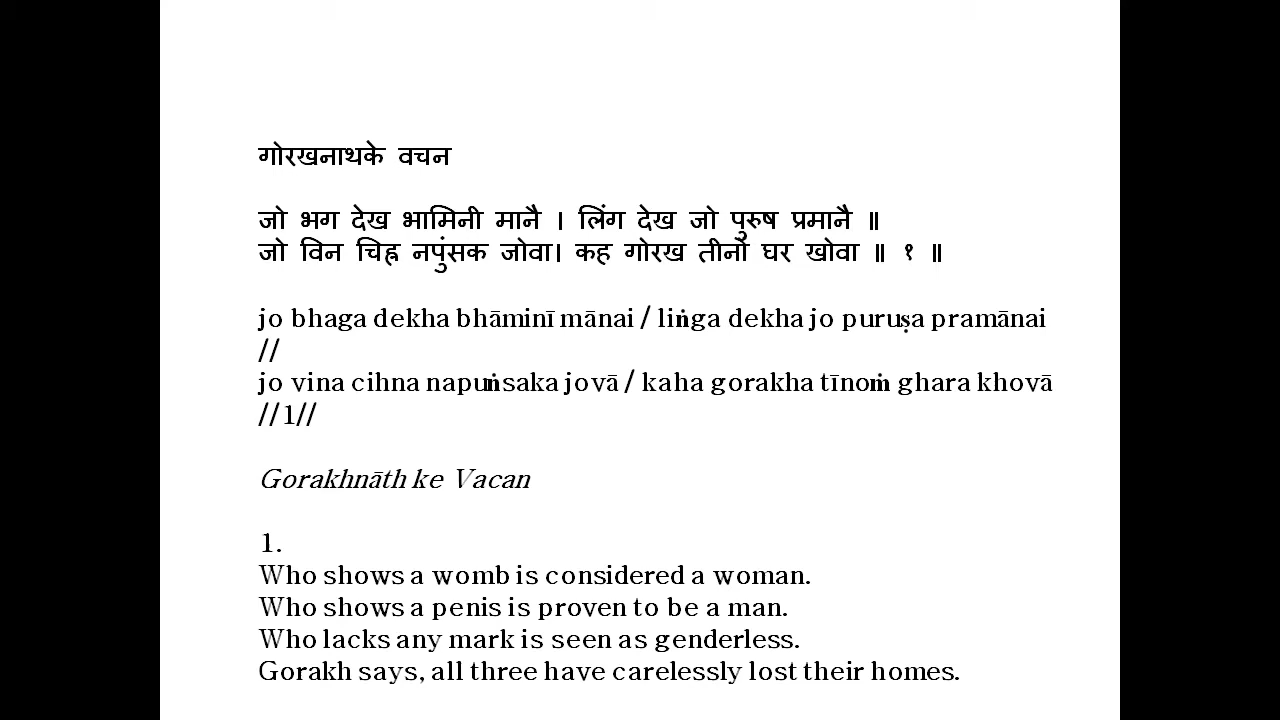 गोरखनाथके वचन
जो भग देख भामिनी मानै । लिंग देख जो पुरुष प्रमानै ॥
जो विन चिह्न नपुंसक जोवा। कह गोरख तीनों घर खोवा ॥ १ ॥
jo bhaga dekha bhāminī mānai / liṅga dekha jo puruṣa pramānai
//
jo vina cihna napuṅsaka jovā / kaha gorakha tīnoṁ ghara khovā
//1//
Gorakhnāth ke Vacan
1.
Who shows a womb is considered a woman.
Who shows a penis is proven to be a man.
Who lacks any mark is seen as genderless.
Gorakh says, all three have carelessly lost their homes.